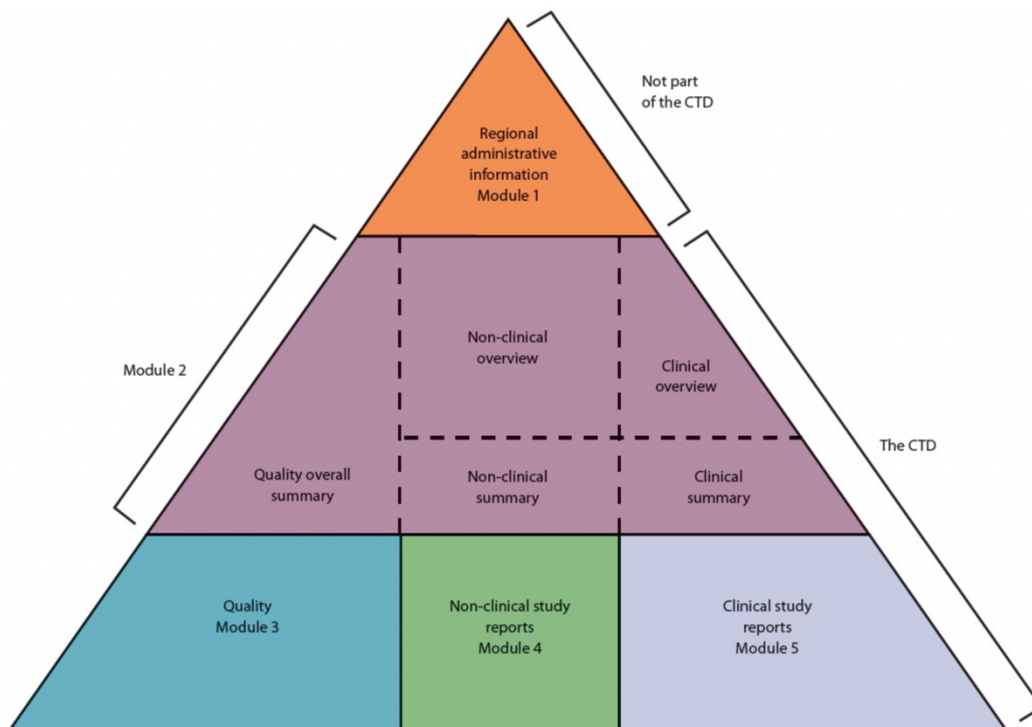 Not part
of the CTD
Regional
administrative
information
Module 1
Module 2
Non-clinical
overview
Clinical
overview
The CTD
Quality overall
summary
Non-clinical
summary
Clinical
summary
Quality
Module 3
Non-clinical study
reports
Module 4
Clinical study
reports
Module 5